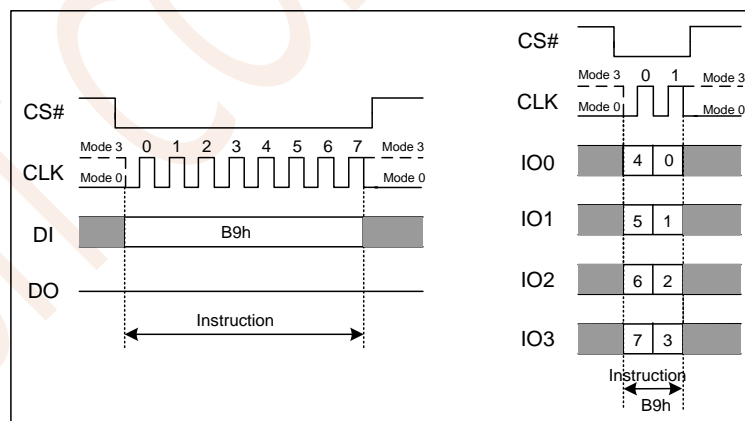 CS#
Mode 3 0 1 2 3 4 5 6 7 Mode 3
CLK
Mode 0 Mode 0
DI B9h
DO
Instruction
CS#
Mode 3 0 1 Mode 3
CLK
Mode 0 Mode 0
IO0 4 0
IO1 5 1
IO2 6 2
IO3 7 3
Instruction
B9h